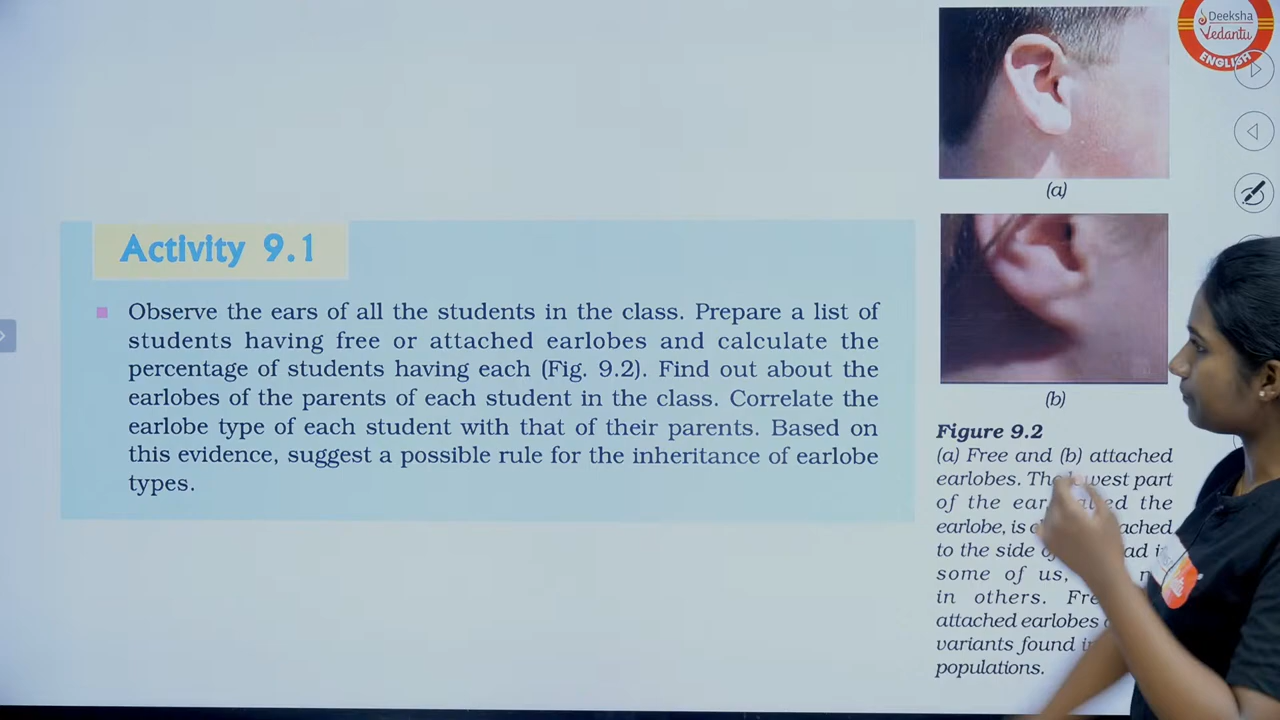 Deeksha
Vedantu
ENGLISH
(a)
Activity 9.1
Observe the ears of all the students in the class. Prepare a list of
students having free or attached earlobes and calculate the
percentage of students having each (Fig. 9.2). Find out about the
earlobes of the parents of each student in the class. Correlate the
earlobe type of each student with that of their parents. Based on
this evidence, suggest a possible rule for the inheritance of earlobe
types.
(b)
Figure 9.2
(a) Free and (b) attached
earlobes. The lowest part
of the ear, called the
earlobe, is
to the side
some of us,
in others.
attached earlobes
variants found
populations.